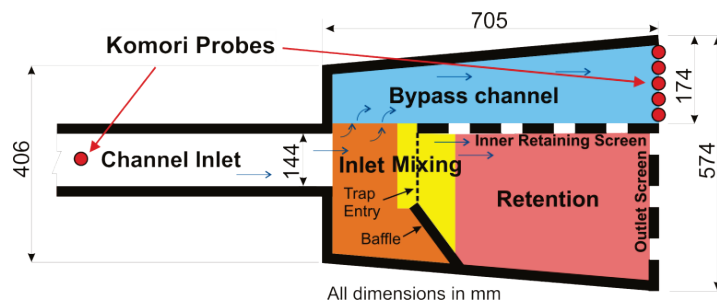 705
Komori Probes
Bypass channel
174
Inner Retaining Screen
406
Channel Inlet
144
Inlet Mixing
574
Trap
Entry
Retention
Outlet Screen
Baffle
All dimensions in mm